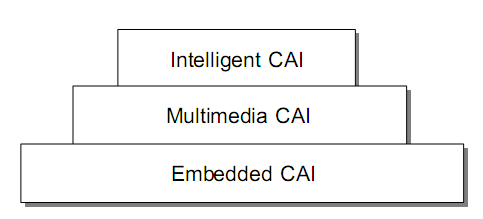 Intelligent CAI
Multimedia CAI
Embedded CAI